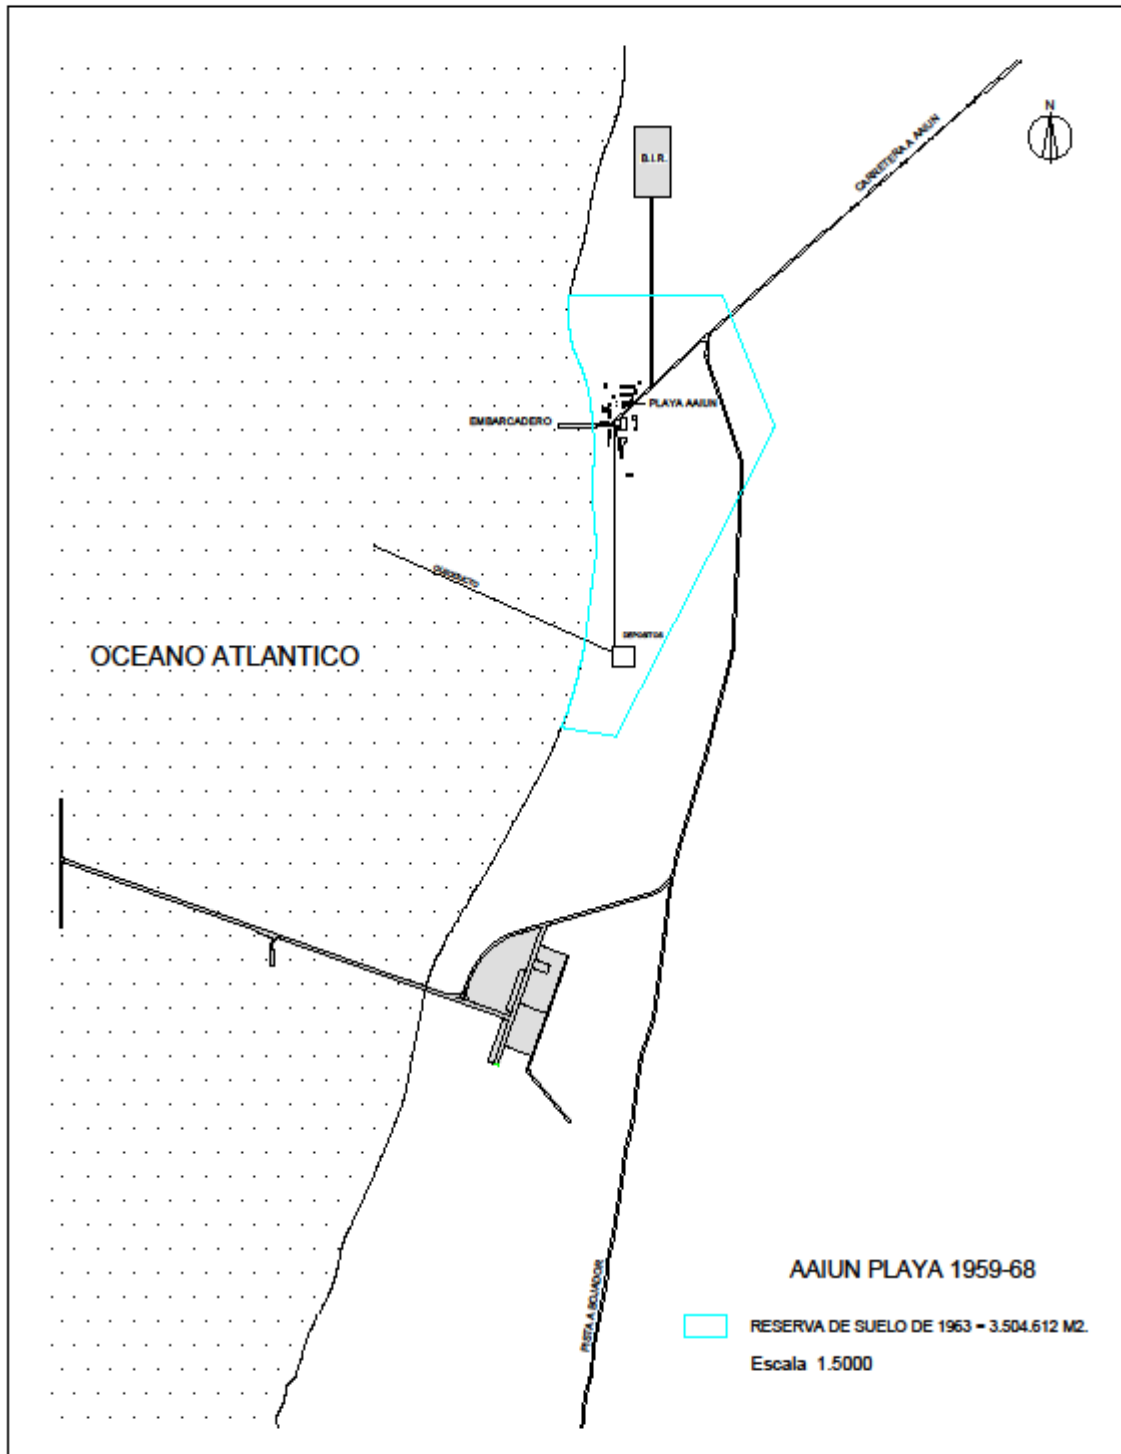 N
B.I.R.
CARRETERA A AAIUN
PLAYA AAIUN
EMBARCADERO
OLEODUCTO
DEPOSITOS
OCEANO ATLANTICO
PISTA A BOJADOR
AAIUN PLAYA 1959-68
RESERVA DE SUELO DE 1963 = 3.504.612 M2.
Escala 1.5000